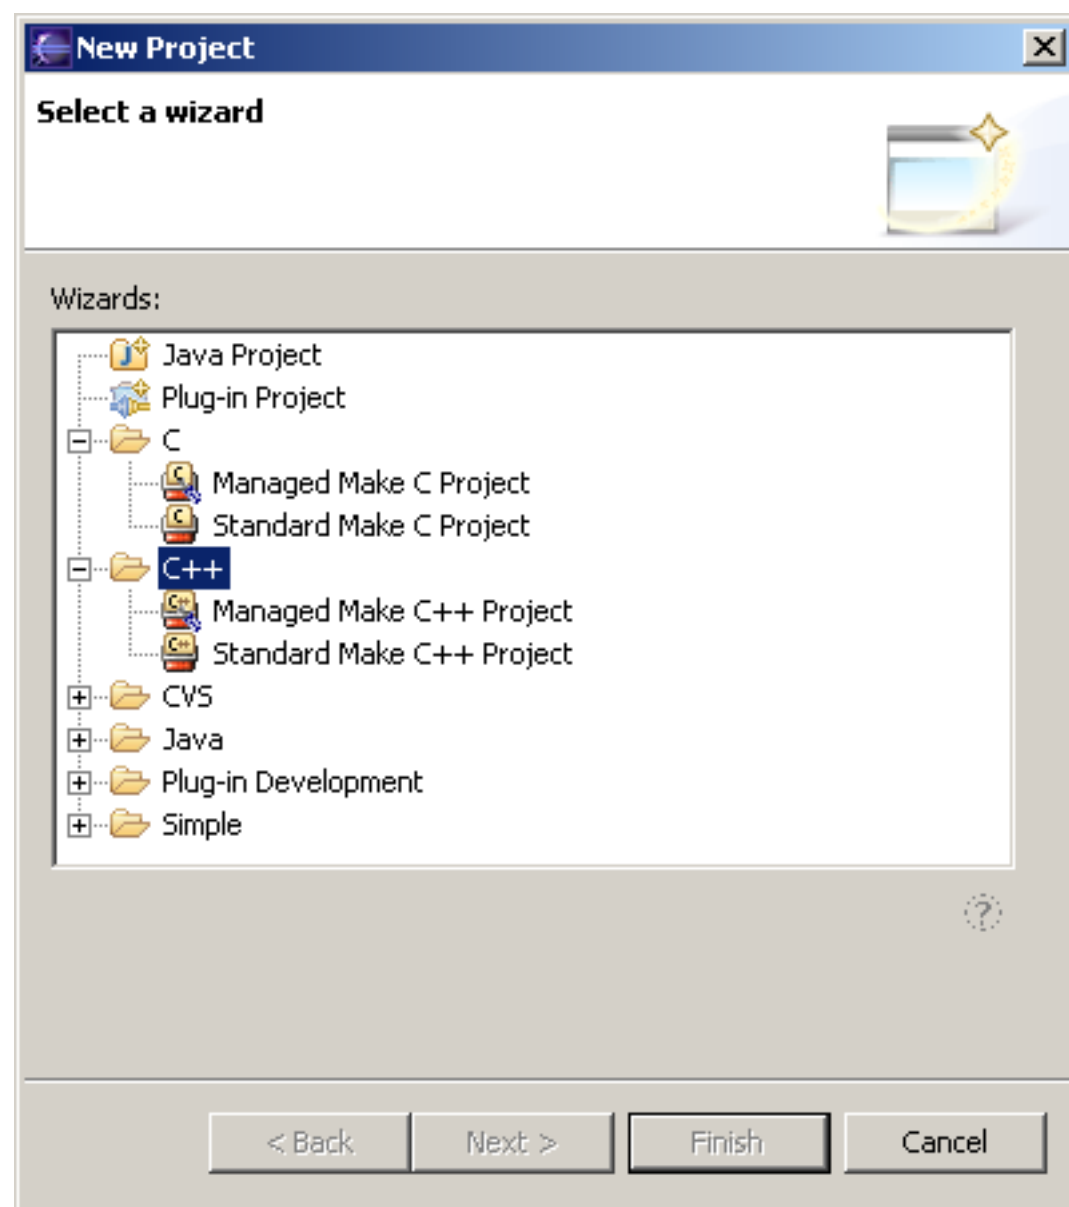 New Project
Select a wizard
Wizards:
Java Project
Plug-in Project
C
Managed Make C Project
Standard Make C Project
C++
Managed Make C++ Project
Standard Make C++ Project
CVS
Java
Plug-in Development
Simple
?
< Back Next > Finish Cancel